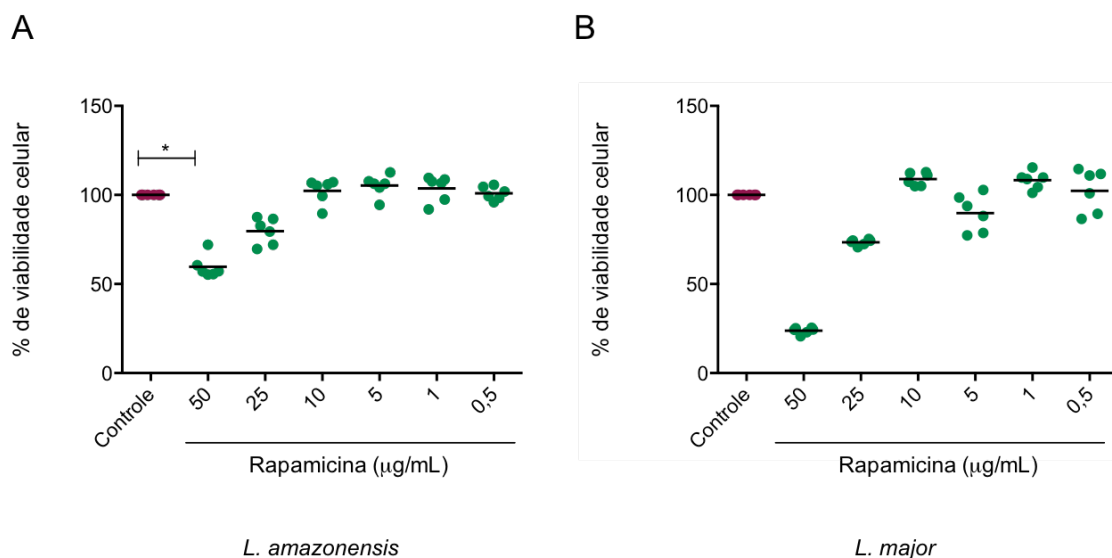 A
% de viabilidade celular
150
100
50
0
*
Controle
50
25
10
5
1
0,5
Rapamicina (μg/mL)
L. amazonensis
B
% de viabilidade celular
150
100
50
0
Controle
50
25
10
5
1
0,5
Rapamicina (μg/mL)
L. major